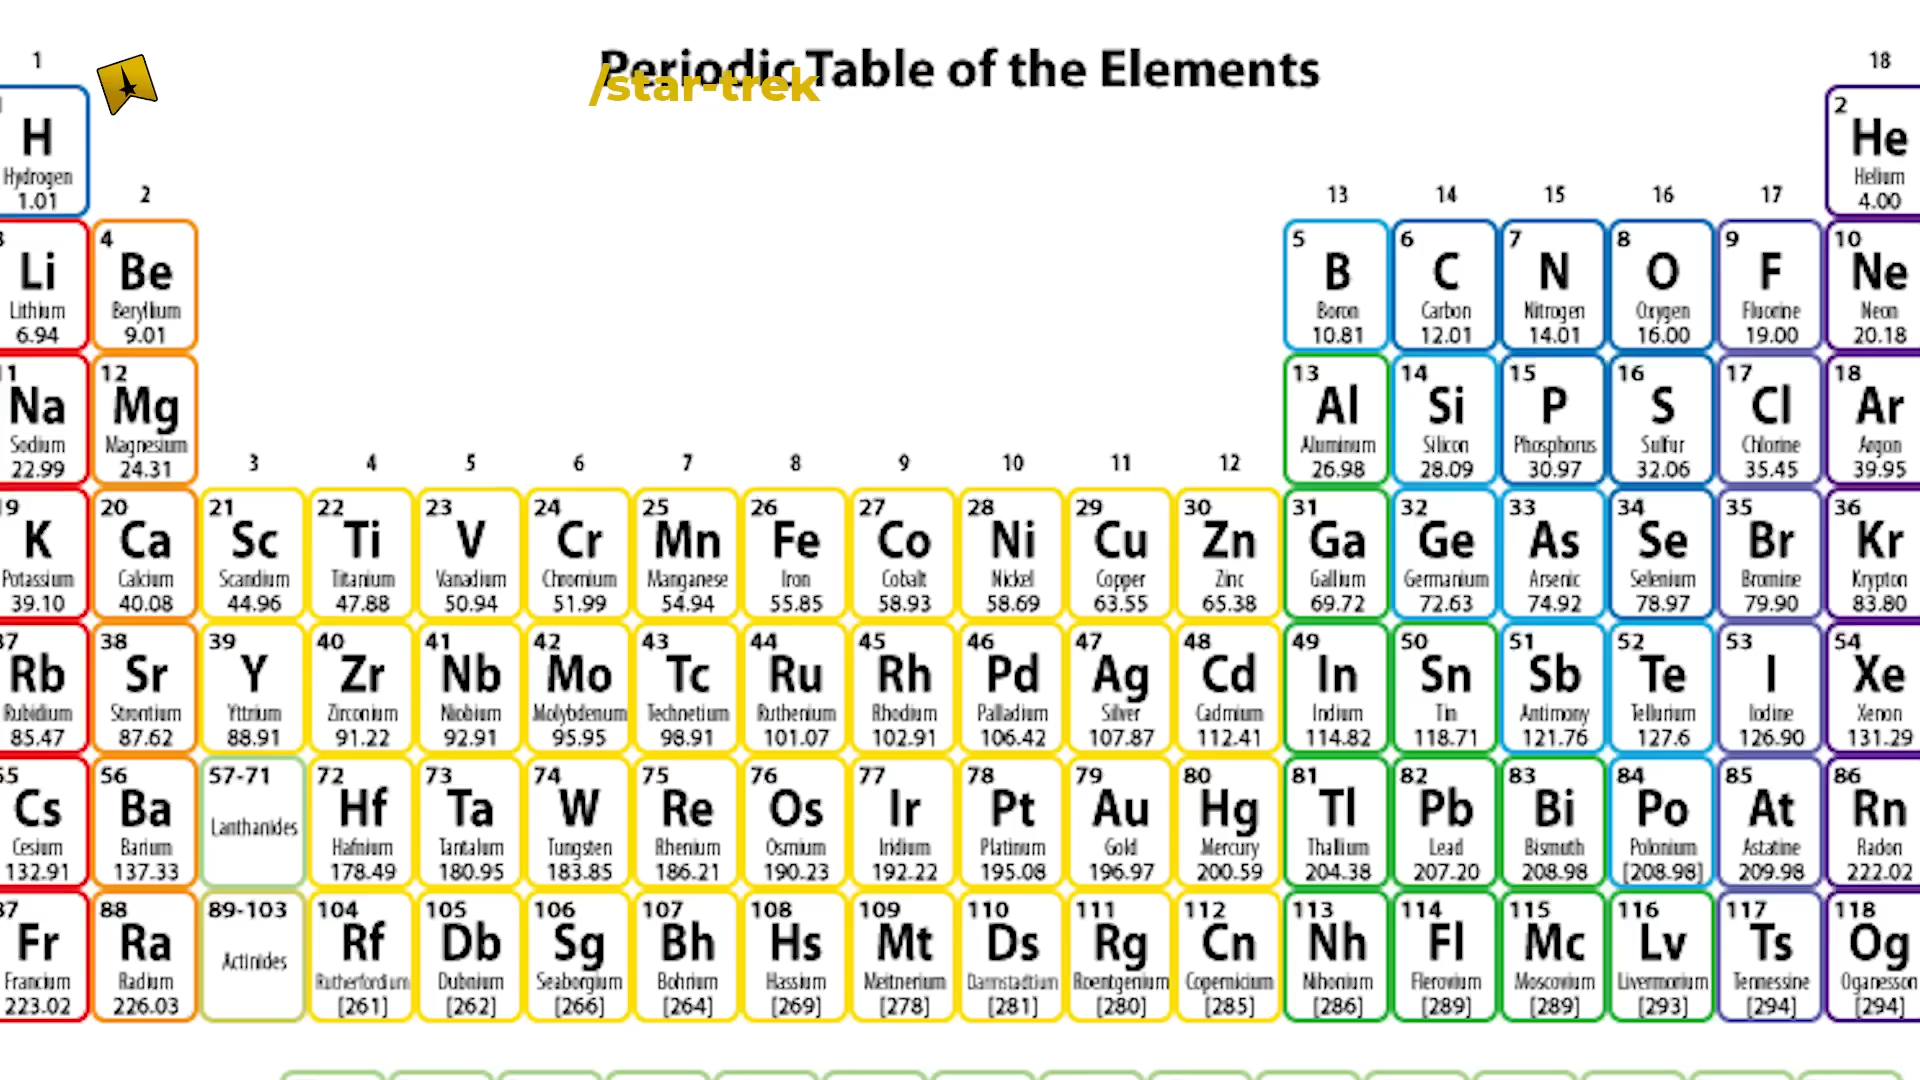 Periodic Table of the Elements
/star-trek
1 18
H Hydrogen 1.01
2 He Helium 4.00
2 13 14 15 16 17
Li Lithium 6.94
4 Be Beryllium 9.01
5 B Boron 10.81
6 C Carbon 12.01
7 N Nitrogen 14.01
8 O Oxygen 16.00
9 F Fluorine 19.00
10 Ne Neon 20.18
11 Na Sodium 22.99
12 Mg Magnesium 24.31
13 Al Aluminum 26.98
14 Si Silicon 28.09
15 P Phosphorus 30.97
16 S Sulfur 32.06
17 Cl Chlorine 35.45
18 Ar Argon 39.95
3 4 5 6 7 8 9 10 11 12
19 K Potassium 39.10
20 Ca Calcium 40.08
21 Sc Scandium 44.96
22 Ti Titanium 47.88
23 V Vanadium 50.94
24 Cr Chromium 51.99
25 Mn Manganese 54.94
26 Fe Iron 55.85
27 Co Cobalt 58.93
28 Ni Nickel 58.69
29 Cu Copper 63.55
30 Zn Zinc 65.38
31 Ga Gallium 69.72
32 Ge Germanium 72.63
33 As Arsenic 74.92
34 Se Selenium 78.97
35 Br Bromine 79.90
36 Kr Krypton 83.80
37 Rb Rubidium 85.47
38 Sr Strontium 87.62
39 Y Yttrium 88.91
40 Zr Zirconium 91.22
41 Nb Niobium 92.91
42 Mo Molybdenum 95.95
43 Tc Technetium 98.91
44 Ru Ruthenium 101.07
45 Rh Rhodium 102.91
46 Pd Palladium 106.42
47 Ag Silver 107.87
48 Cd Cadmium 112.41
49 In Indium 114.82
50 Sn Tin 118.71
51 Sb Antimony 121.76
52 Te Tellurium 127.6
53 I Iodine 126.90
54 Xe Xenon 131.29
55 Cs Cesium 132.91
56 Ba Barium 137.33
57-71 Lanthanides
72 Hf Hafnium 178.49
73 Ta Tantalum 180.95
74 W Tungsten 183.85
75 Re Rhenium 186.21
76 Os Osmium 190.23
77 Ir Iridium 192.22
78 Pt Platinum 195.08
79 Au Gold 196.97
80 Hg Mercury 200.59
81 Tl Thallium 204.38
82 Pb Lead 207.20
83 Bi Bismuth 208.98
84 Po Polonium [208.98]
85 At Astatine 209.98
86 Rn Radon 222.02
87 Fr Francium 223.02
88 Ra Radium 226.03
89-103 Actinides
104 Rf Rutherfordium [261]
105 Db Dubnium [262]
106 Sg Seaborgium [266]
107 Bh Bohrium [264]
108 Hs Hassium [269]
109 Mt Meitnerium [278]
110 Ds Darmstadtium [281]
111 Rg Roentgenium [280]
112 Cn Copernicium [285]
113 Nh Nihonium [286]
114 Fl Flerovium [289]
115 Mc Moscovium [289]
116 Lv Livermorium [293]
117 Ts Tennessine [294]
118 Og Oganesson [294]